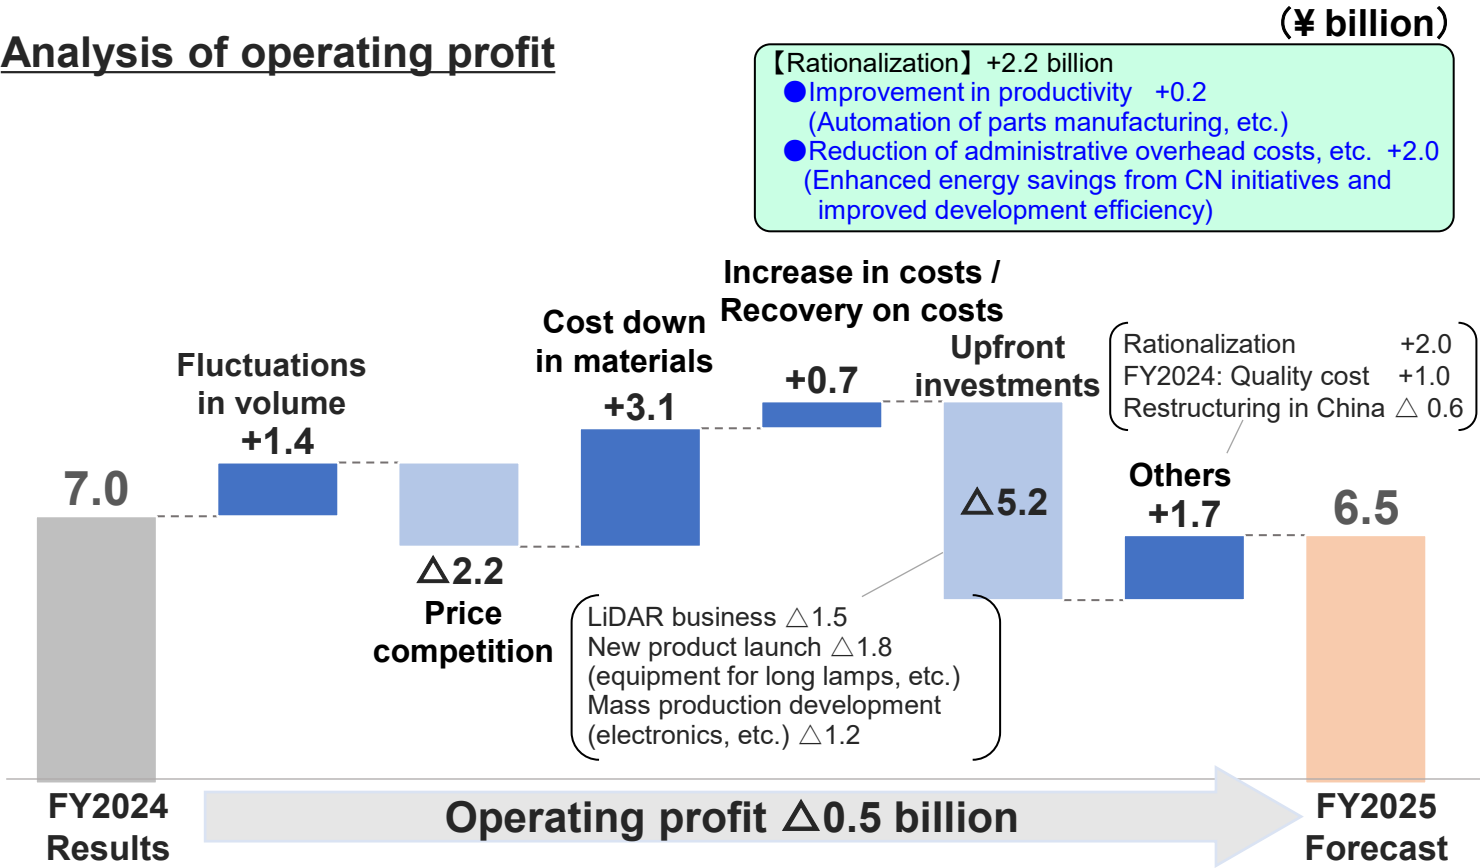 （¥ billion）
Analysis of operating profit
【Rationalization】 +2.2 billion
●Improvement in productivity +0.2
(Automation of parts manufacturing, etc.)
●Reduction of administrative overhead costs, etc. +2.0
(Enhanced energy savings from CN initiatives and
improved development efficiency)
7.0
Fluctuations
in volume
+1.4
△2.2
Price
competition
Cost down
in materials
+3.1
Increase in costs /
Recovery on costs
+0.7
Upfront
investments
△5.2
LiDAR business △1.5
New product launch △1.8
(equipment for long lamps, etc.)
Mass production development
(electronics, etc.) △1.2
Rationalization +2.0
FY2024: Quality cost +1.0
Restructuring in China △ 0.6
Others
+1.7
6.5
FY2024
Results
Operating profit △0.5 billion
FY2025
Forecast